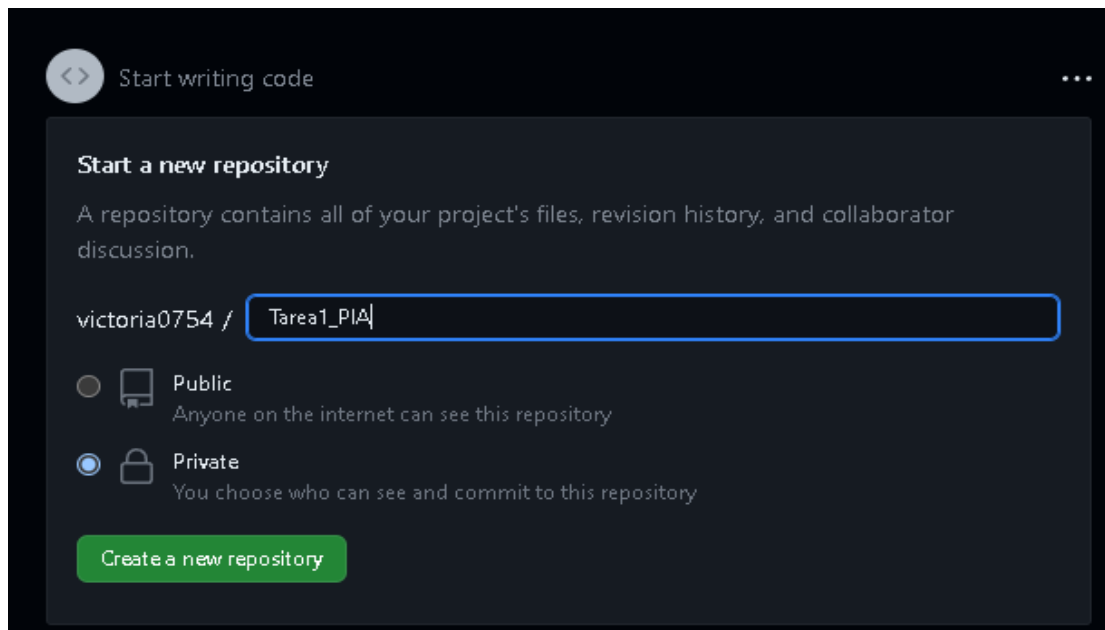 Start writing code
Start a new repository
A repository contains all of your project's files, revision history, and collaborator
discussion.
victoria0754 / Tarea1_PIA
Public
Anyone on the internet can see this repository
Private
You choose who can see and commit to this repository
Create a new repository